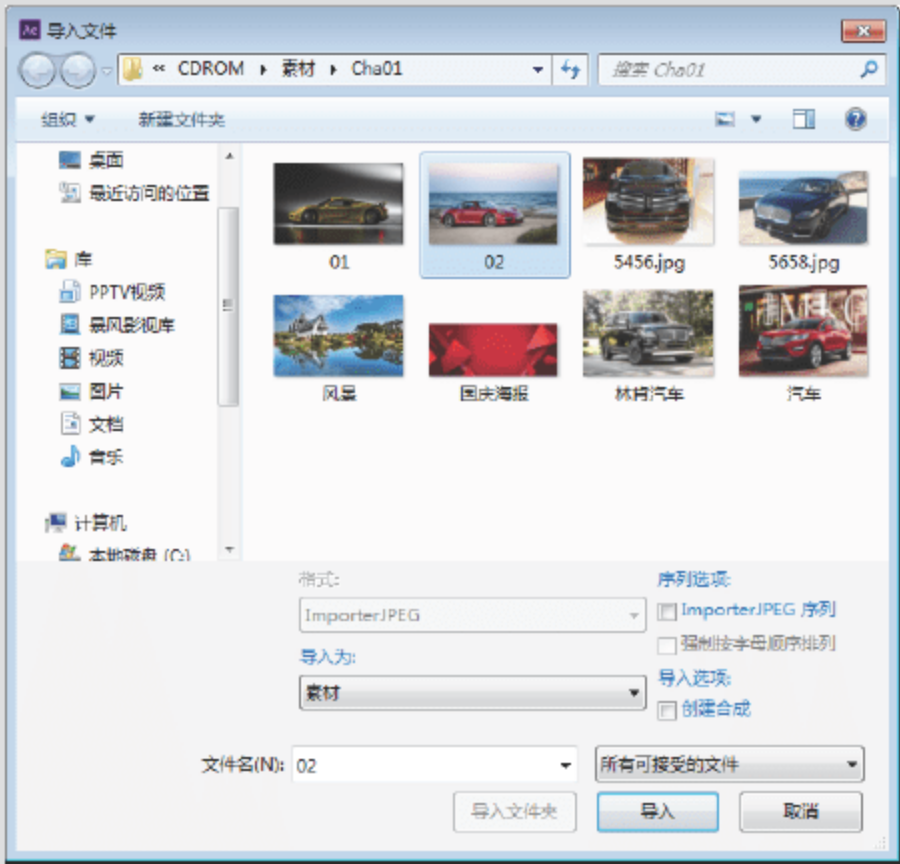 Ae 导入文件
« CDROM 素材 Cha01
搜索 Cha01
组织 新建文件夹
桌面
最近访问的位置
库
PPTV视频
暴风影视库
视频
图片
文档
音乐
计算机
本地磁盘 (C:)
01 02 5456.jpg 5658.jpg
风景 国庆海报 林肯汽车 汽车
格式:
ImporterJPEG
导入为:
素材
序列选项:
ImporterJPEG 序列
强制按字母顺序排列
导入选项:
创建合成
文件名(N): 02 所有可接受的文件
导入文件夹 导入 取消